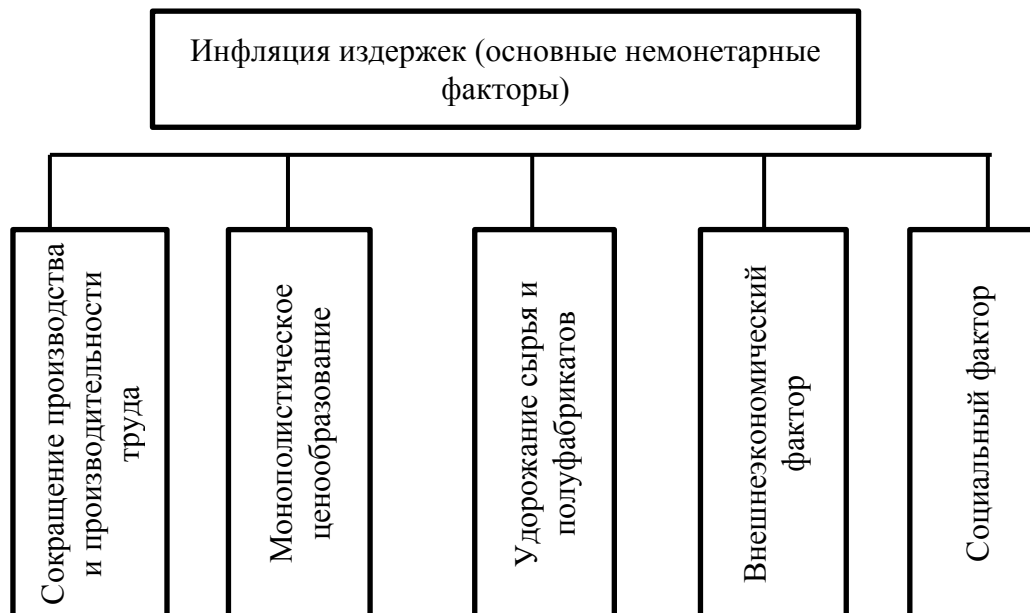 Инфляция издержек (основные немонетарные
факторы)
Сокращение производства
и производительности
труда
Монополистическое
ценообразование
Удорожание сырья и
полуфабрикатов
Внешнеэкономический
фактор
Социальный фактор